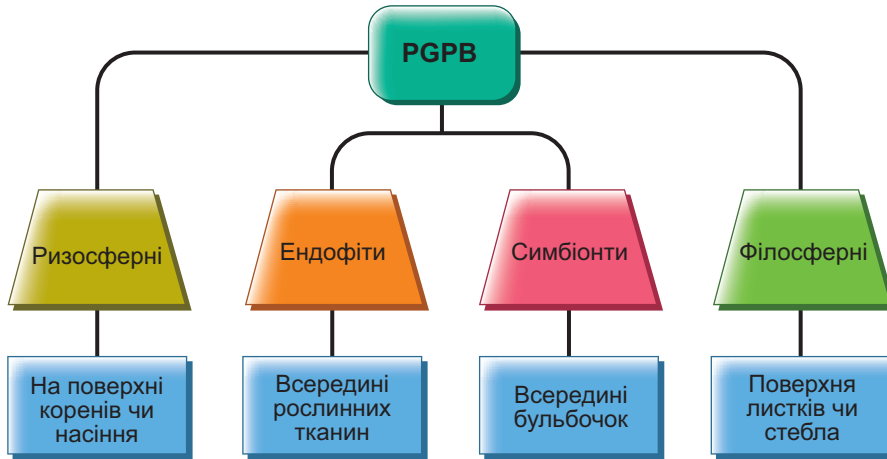 PGPB
Ризосферні
Ендофіти
Симбіонти
Філосферні
На поверхні
коренів чи
насіння
Всередині
рослинних
тканин
Всередині
бульбочок
Поверхня
листків чи
стебла